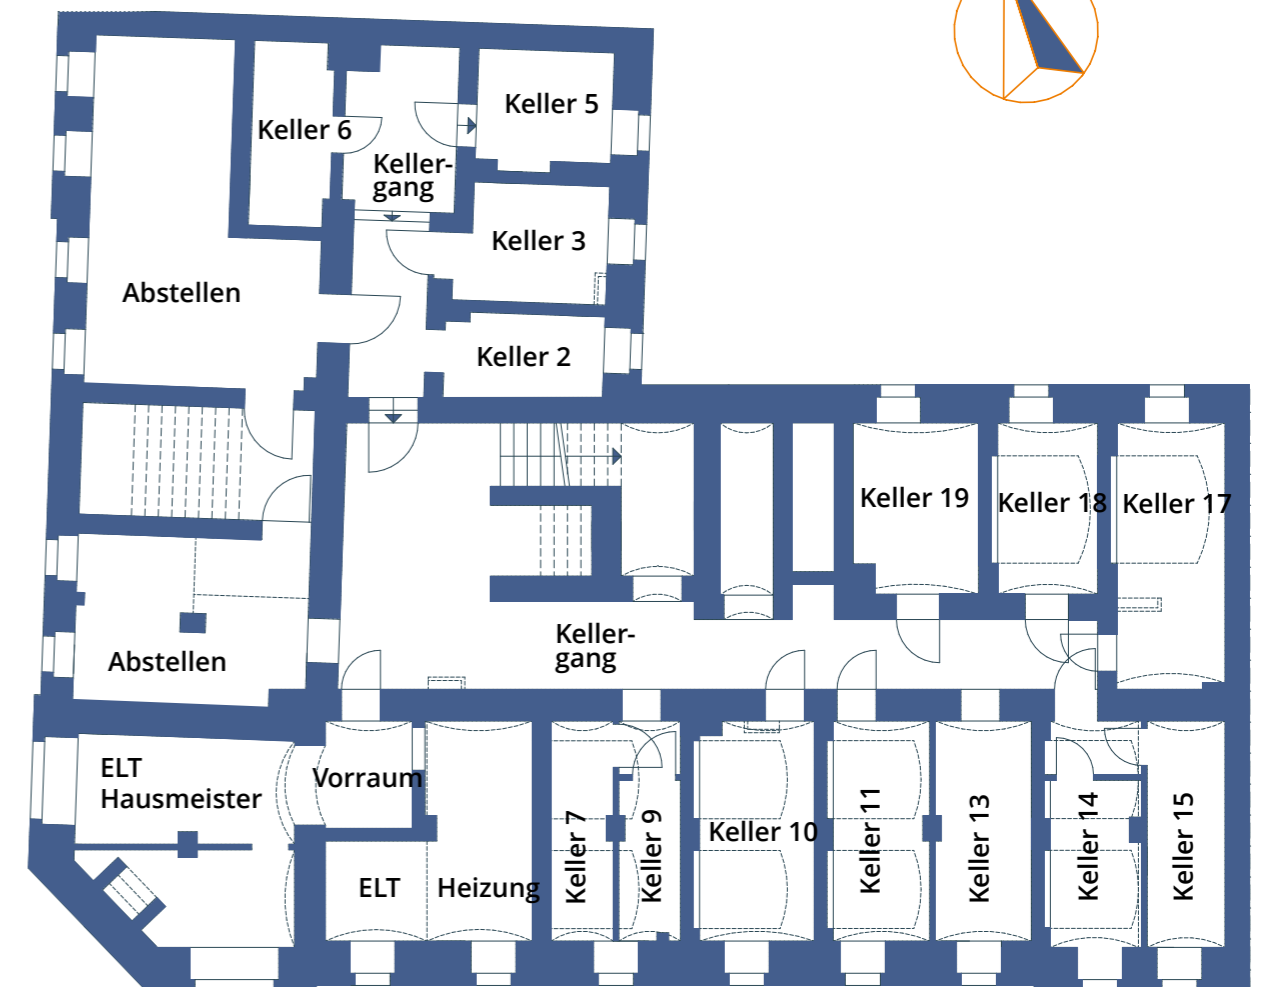 Keller 5
Keller 6
Keller-
gang
Keller 3
Abstellen
Keller 2
Keller 19
Keller 18
Keller 17
Keller-
gang
Abstellen
ELT
Hausmeister
Vorraum
Keller 7
Keller 9
Keller 10
Keller 11
Keller 13
Keller 14
Keller 15
ELT
Heizung